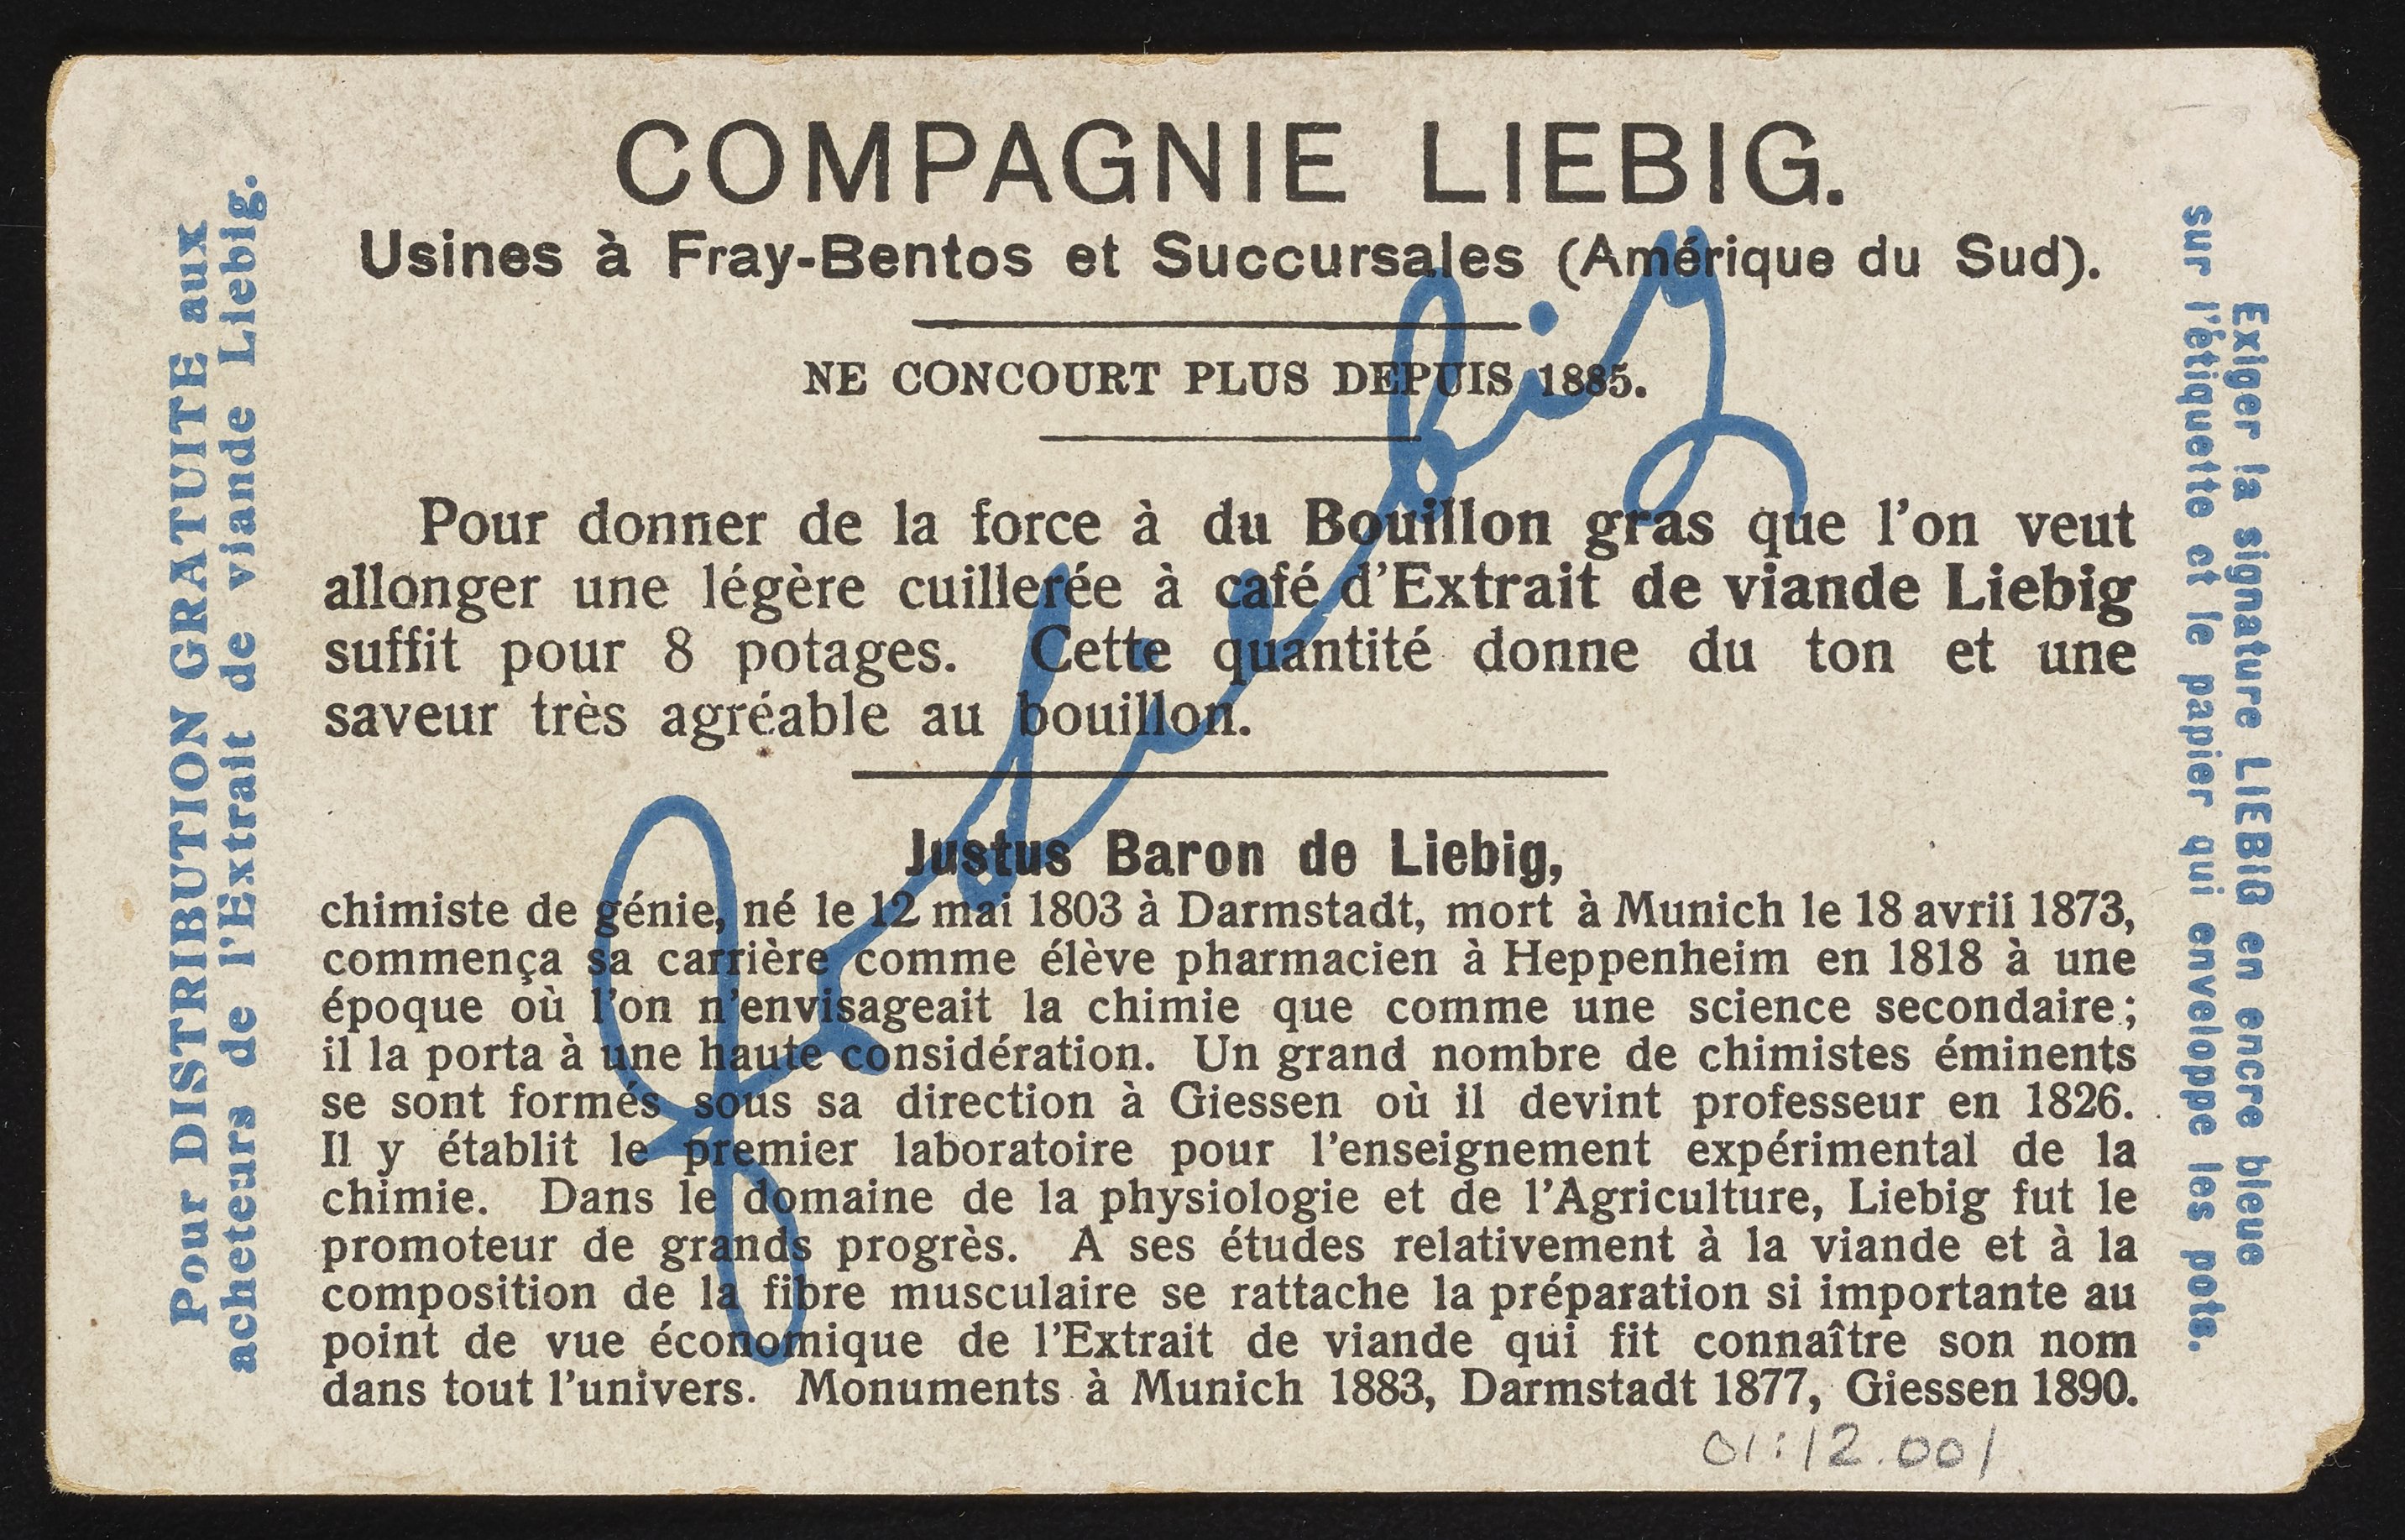 COMPAGNIE LIEBIG.
Usines à Fray-Bentos et Succursales (Amérique du Sud).
NE CONCOURT PLUS DEPUIS 1885.
Pour donner de la force à du Bouillon gras que l'on veut
allonger une légère cuillerée à café d'Extrait de viande Liebig
suffit pour 8 potages. Cette quantité donne du ton et une
saveur très agréable au bouillon.
Justus Baron de Liebig,
chimiste de génie, né le 12 mai 1803 à Darmstadt, mort à Munich le 18 avril 1873,
commença sa carrière comme élève pharmacien à Heppenheim en 1818 à une
époque où l'on n'envisageait la chimie que comme une science secondaire;
il la porta à une haute considération. Un grand nombre de chimistes éminents
se sont formés sous sa direction à Giessen où il devint professeur en 1826.
Il y établit le premier laboratoire pour l'enseignement expérimental de la
chimie. Dans le domaine de la physiologie et de l'Agriculture, Liebig fut le
promoteur de grands progrès. A ses études relativement à la viande et à la
composition de la fibre musculaire se rattache la préparation si importante au
point de vue économique de l'Extrait de viande qui fit connaître son nom
dans tout l'univers. Monuments à Munich 1883, Darmstadt 1877, Giessen 1890.
01:12.001
Pour DISTRIBUTION GRATUITE aux
acheteurs de l'Extrait de viande Liebig.
Exiger la signature LIEBIG en encre bleue
sur l'étiquette et le papier qui enveloppe les pots.
J Liebig